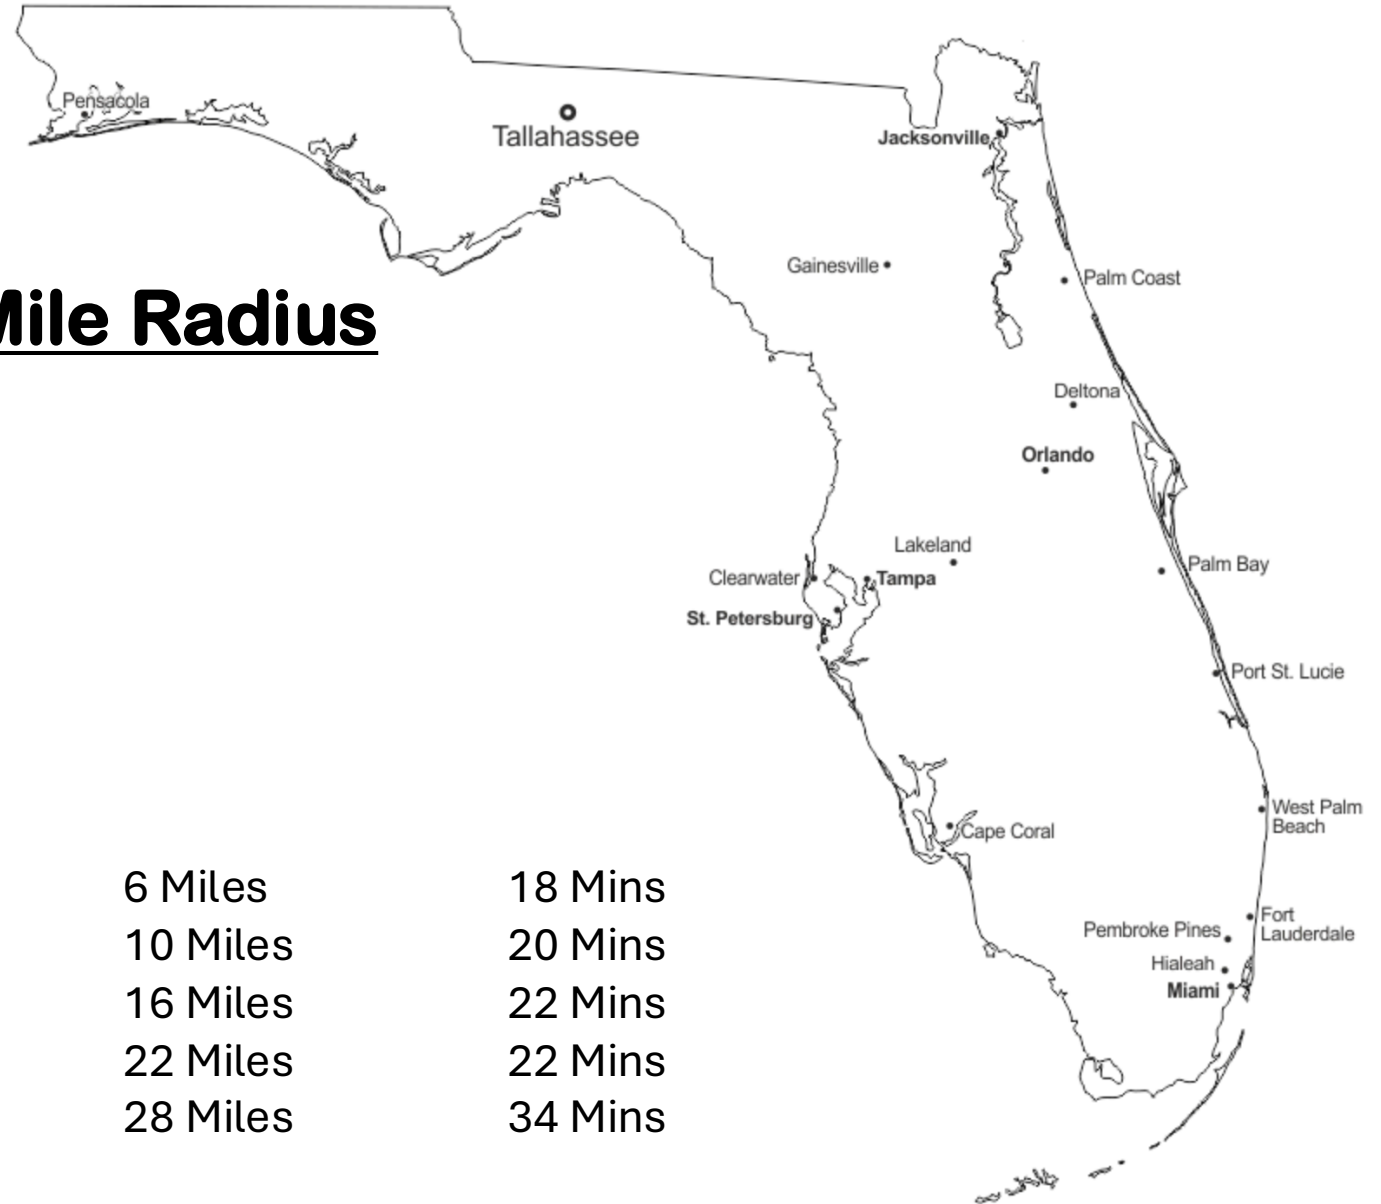 Pensacola
Tallahassee
Jacksonville
Gainesville
Palm Coast
Mile Radius
Deltona
Orlando
Lakeland
Clearwater
Tampa
Palm Bay
St. Petersburg
Port St. Lucie
West Palm
Beach
Cape Coral
6 Miles 18 Mins
Fort
Lauderdale
Pembroke Pines
10 Miles 20 Mins
Hialeah
Miami
16 Miles 22 Mins
22 Miles 22 Mins
28 Miles 34 Mins